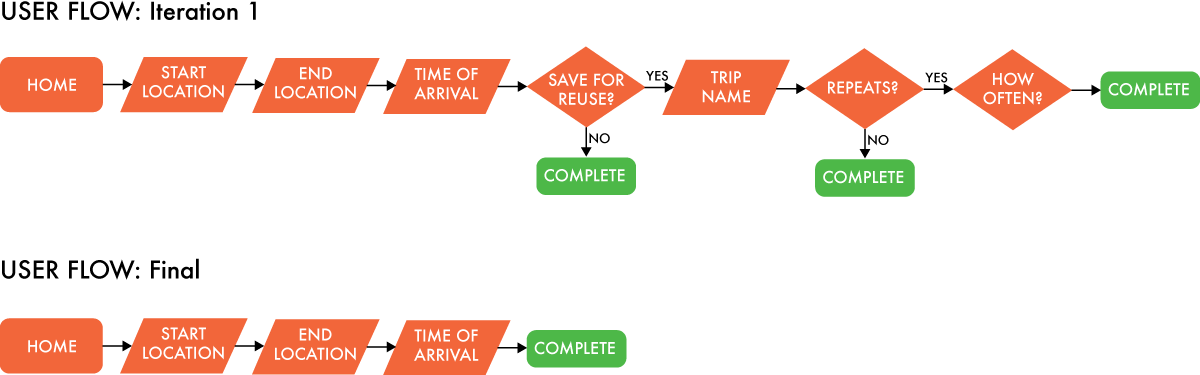 USER FLOW: Iteration 1
HOME
START
LOCATION
END
LOCATION
TIME OF
ARRIVAL
SAVE FOR
REUSE?
YES
TRIP
NAME
REPEATS?
YES
HOW
OFTEN?
COMPLETE
NO
COMPLETE
NO
COMPLETE
USER FLOW: Final
HOME
START
LOCATION
END
LOCATION
TIME OF
ARRIVAL
COMPLETE